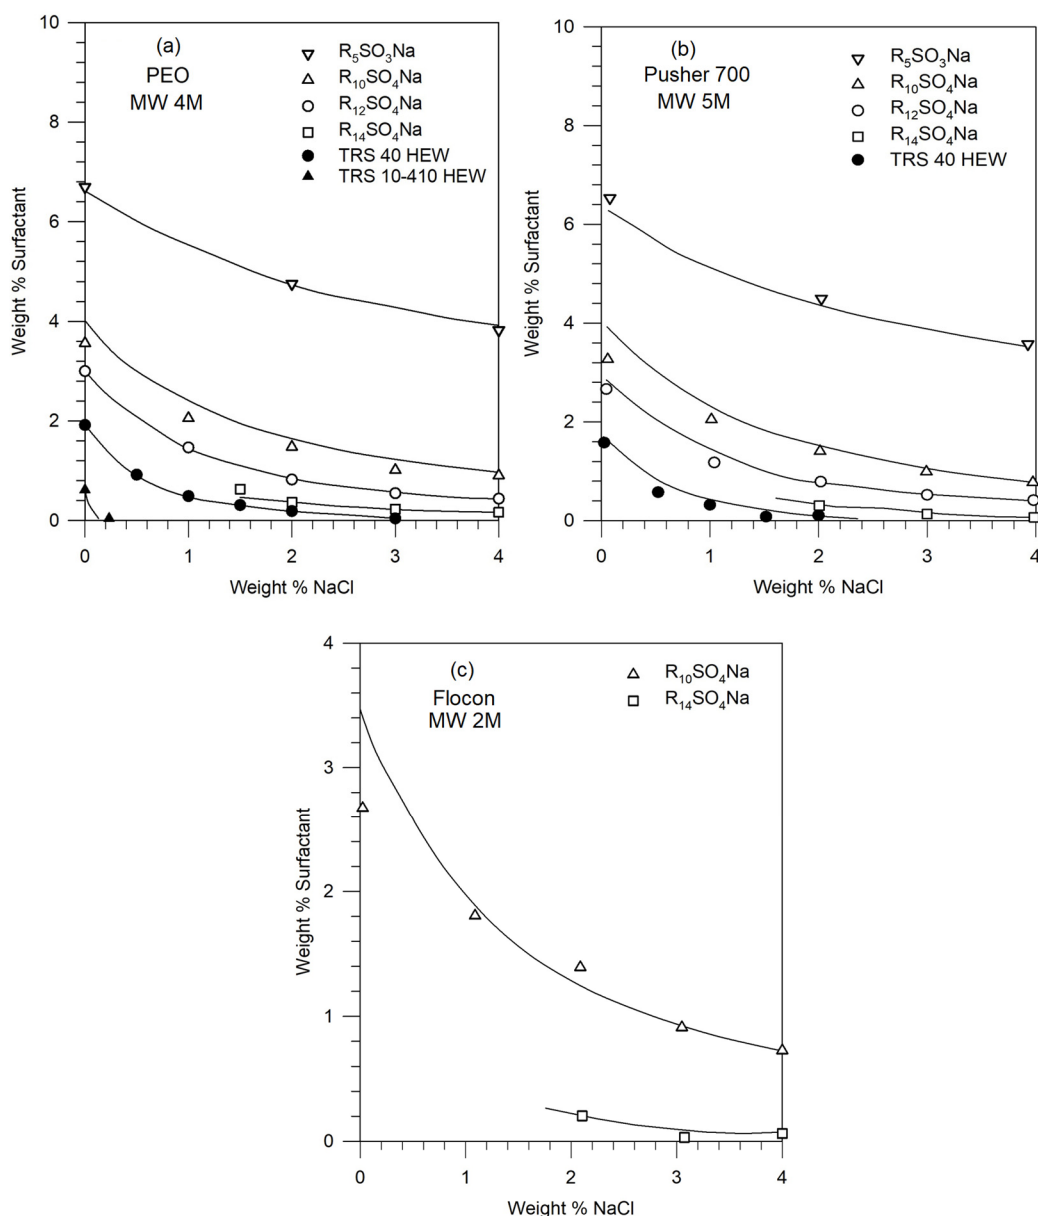 (a)
PEO
MW 4M
R₅SO₃Na
R₁₀SO₄Na
R₁₂SO₄Na
R₁₄SO₄Na
TRS 40 HEW
TRS 10-410 HEW
10
8
6
4
2
0
Weight % Surfactant
0 1 2 3 4
Weight % NaCl
(b)
Pusher 700
MW 5M
R₅SO₃Na
R₁₀SO₄Na
R₁₂SO₄Na
R₁₄SO₄Na
TRS 40 HEW
10
8
6
4
2
0
Weight % Surfactant
0 1 2 3 4
Weight % NaCl
(c)
Flocon
MW 2M
R₁₀SO₄Na
R₁₄SO₄Na
4
3
2
1
0
Weight % Surfactant
0 1 2 3 4
Weight % NaCl